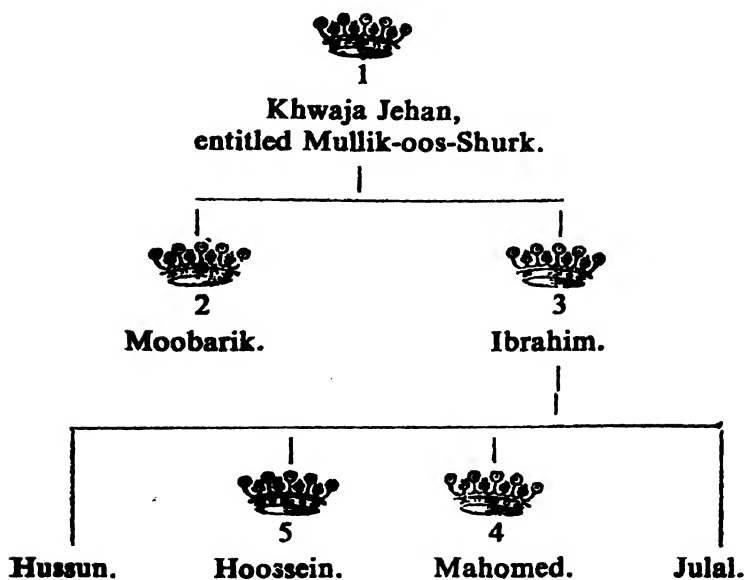 1
Khwaja Jehan,
entitled Mullik-oos-Shurk.
2 3
Moobarik. Ibrahim.
5 4
Hussun. Hoossein. Mahomed. Julal.